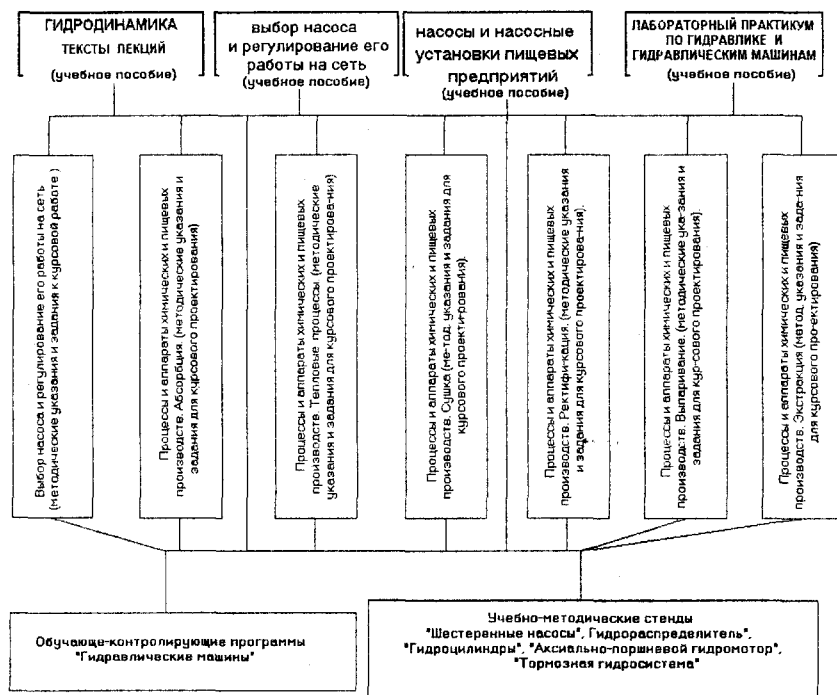 ГИДРОДИНАМИКА
ТЕКСТЫ ЛЕКЦИЙ
(учебное пособие)
выбор насоса
и регулирование его
работы на сеть
(учебное пособие)
насосы и насосные
установки пищевых
предприятий
(учебное пособие)
ЛАБОРАТОРНЫЙ ПРАКТИКУМ
ПО ГИДРАВЛИКЕ И
ГИДРАВЛИЧЕСКИМ МАШИНАМ
(учебное пособие)
Выбор насоса и регулирование его работы на сеть
(методические указания и задания к курсовой работе )
Процессы и аппараты химических и пищевых
производств. Абсорбция. (методические указания и
задания для курсового проектирования)
Процессы и аппараты химических и пищевых
производств. Тепловые процессы. (методические
указания и задания для курсового проектирова-ния)
Процессы и аппараты химических и пищевых
производств. Сушка (ме-тод. указания и задания для
курсового проекти-рования).
Процессы и аппараты химических и пищевых
производств. Ректифи-кация. (методические указания
и задания для курсового проектирова-ния).
Процессы и аппараты химических и пищевых
производств. Выпаривание. (методические ука-зания и
задания для кур-сового проектирования).
Процессы и аппараты химических и пищевых
производств. Экстракция (метод. указания и зада-ния
для курсового про-ектирования)
Обучающе-контролирующие программы
"Гидравлические машины"
Учебно-методические стенды
"Шестеренные насосы", Гидрораспределитель",
"Гидроцилиндры", "Аксиально-поршневой гидромотор",
"Тормозная гидросистема"